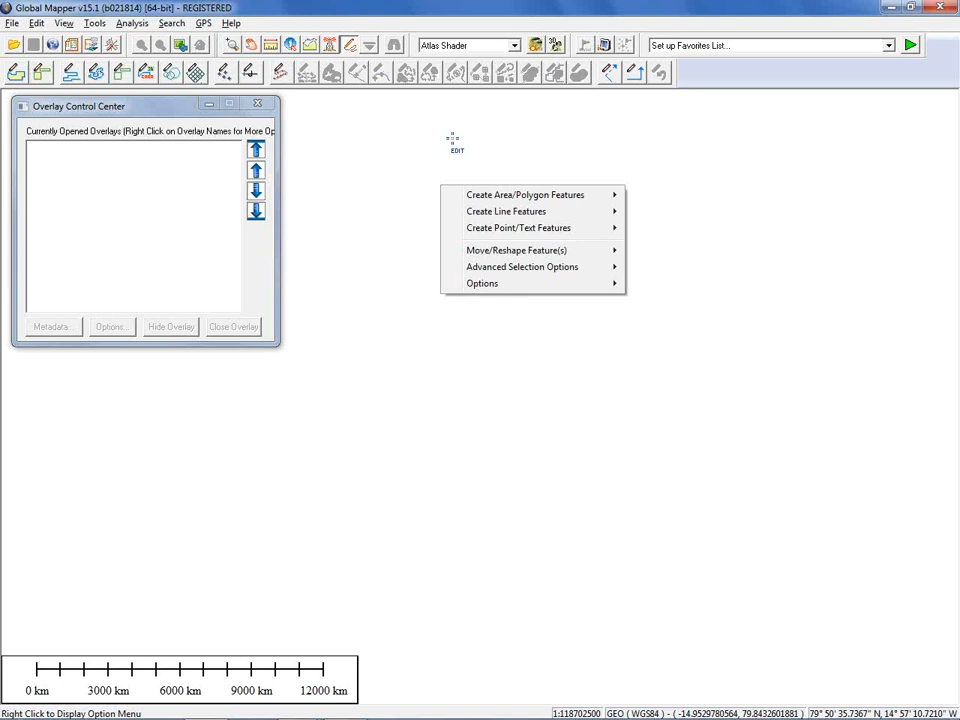 Global Mapper v15.1 (b021814) [64-bit] - REGISTERED
File Edit View Tools Analysis Search GPS Help
Atlas Shader
Set up Favorites List...
3D
Overlay Control Center
Currently Opened Overlays (Right Click on Overlay Names for More Op
Metadata... Options... Hide Overlay Close Overlay
EDIT
Create Area/Polygon Features
Create Line Features
Create Point/Text Features
Move/Reshape Feature(s)
Advanced Selection Options
Options
0 km 3000 km 6000 km 9000 km 12000 km
Right Click to Display Option Menu
1:118702500 GEO ( WGS84 ) - ( -14.9529780564, 79.8432601881 ) 79° 50' 35.7367" N, 14° 57' 10.7210" W